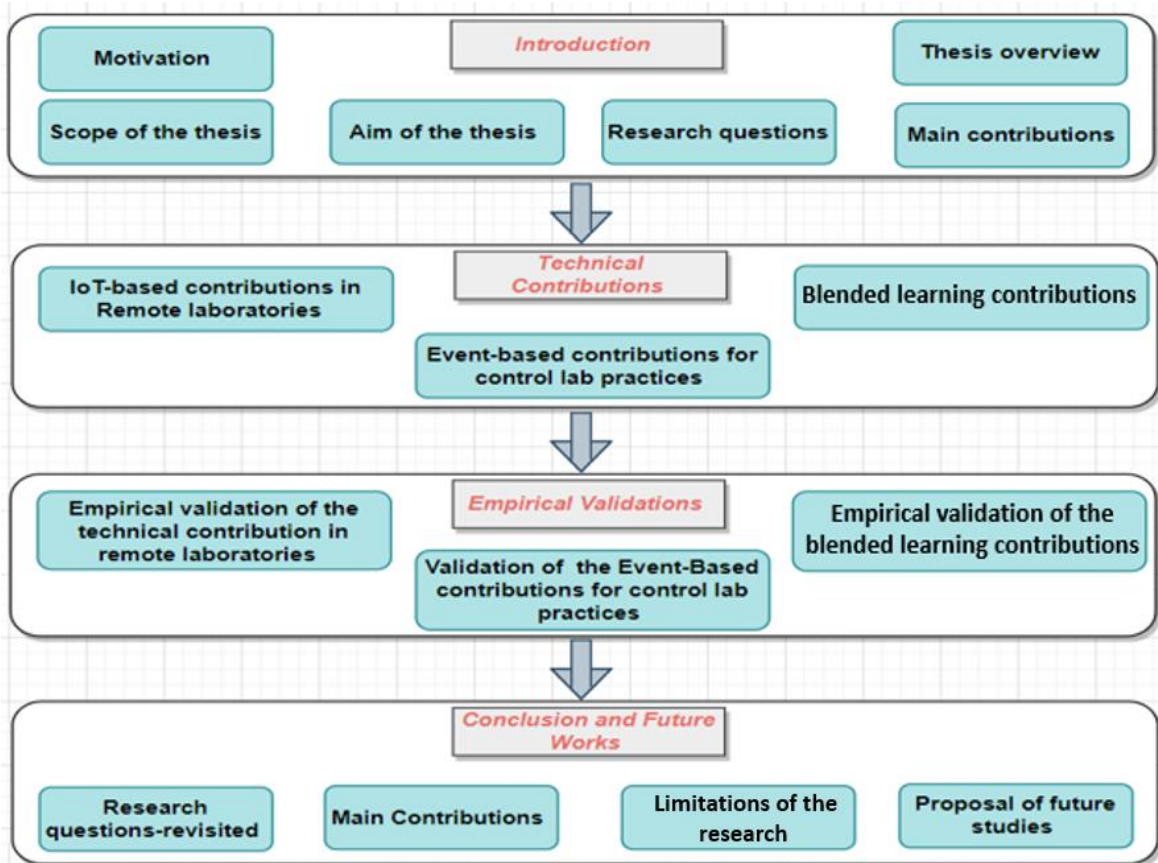 Introduction
Motivation
Thesis overview
Scope of the thesis
Aim of the thesis
Research questions
Main contributions
Technical
Contributions
IoT-based contributions in
Remote laboratories
Blended learning contributions
Event-based contributions for
control lab practices
Empirical Validations
Empirical validation of the
technical contribution in
remote laboratories
Empirical validation of the
blended learning contributions
Validation of the Event-Based
contributions for control lab
practices
Conclusion and Future
Works
Research
questions-revisited
Main Contributions
Limitations of the
research
Proposal of future
studies